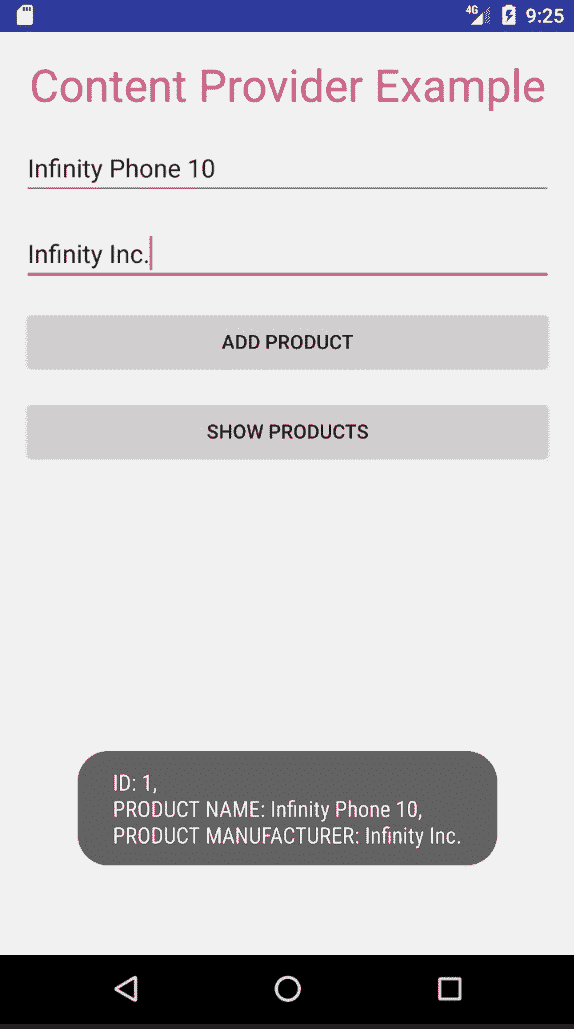 4G 9:25
Content Provider Example
Infinity Phone 10
Infinity Inc.
ADD PRODUCT
SHOW PRODUCTS
ID: 1,
PRODUCT NAME: Infinity Phone 10,
PRODUCT MANUFACTURER: Infinity Inc.